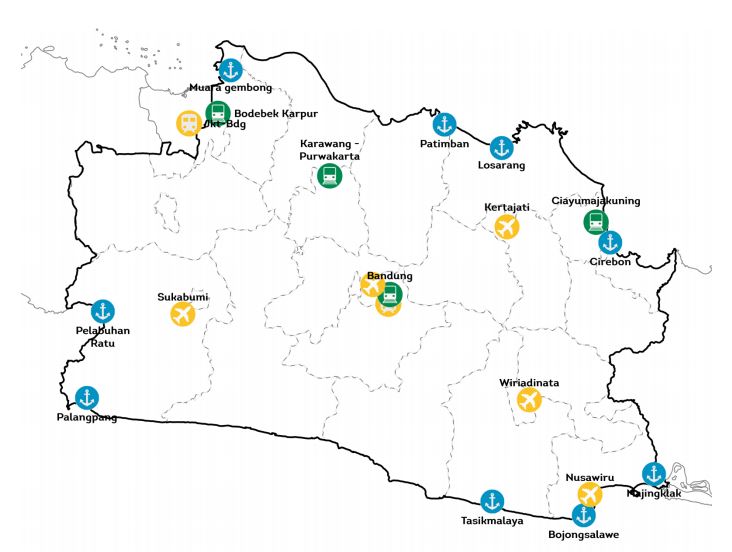 Muara gembong
Bodebek Karpur
Jkt-Bdg
Patimban
Karawang -
Purwakarta
Losarang
Ciayumajakuning
Kertajati
Cirebon
Bandung
Sukabumi
Pelabuhan
Ratu
Wiriadinata
Palangpang
Nusawiru
Majingklak
Tasikmalaya
Bojongsalawe